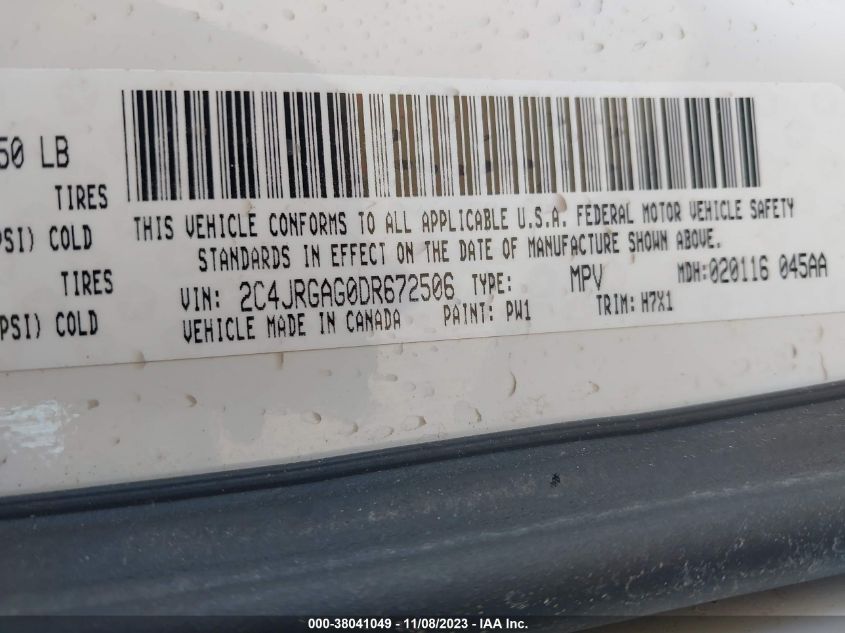 50 LB
TIRES
PSI) COLD
TIRES
PSI) COLD
THIS VEHICLE CONFORMS TO ALL APPLICABLE U.S.A. FEDERAL MOTOR VEHICLE SAFETY
STANDARDS IN EFFECT ON THE DATE OF MANUFACTURE SHOWN ABOVE.
VIN: 2C4JRGAG0DR672506 TYPE: MPV MDH:020116 045AA
VEHICLE MADE IN CANADA PAINT: PW1 TRIM: H7X1
000-38041049 - 11/08/2023 - IAA Inc.